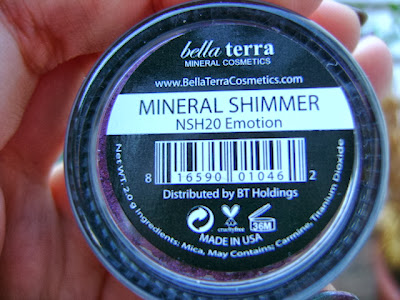 bella terra
MINERAL COSMETICS
www.BellaTerraCosmetics.com
MINERAL SHIMMER
NSH20 Emotion
8 16590 01046 2
Distributed by BT Holdings
crueltyfree
36M
MADE IN USA
Net WT. 2.0 g Ingredients: Mica, May Contains: Carmine, Titanium Dioxide